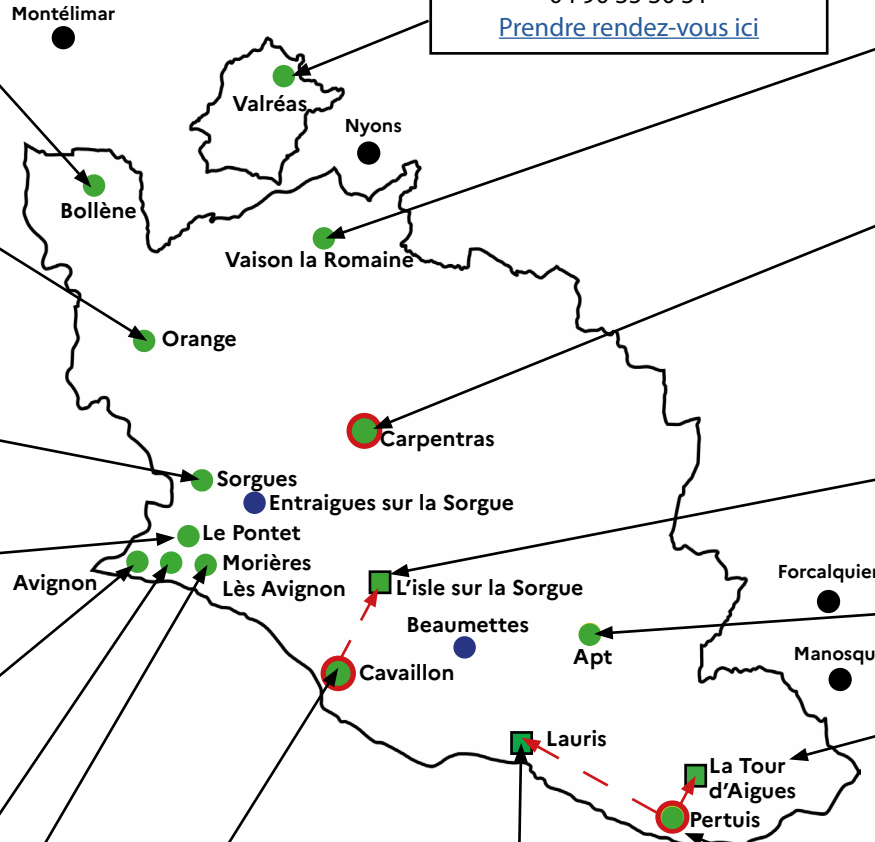 Montélimar
Prendre rendez-vous ici
Valréas
Nyons
Bollène
Vaison la Romaine
Orange
Carpentras
Sorgues
Entraigues sur la Sorgue
Le Pontet
Avignon
Morières
Lès Avignon
L'isle sur la Sorgue
Forcalquier
Beaumettes
Apt
Manosqu
Cavaillon
Lauris
La Tour
d'Aigues
Pertuis